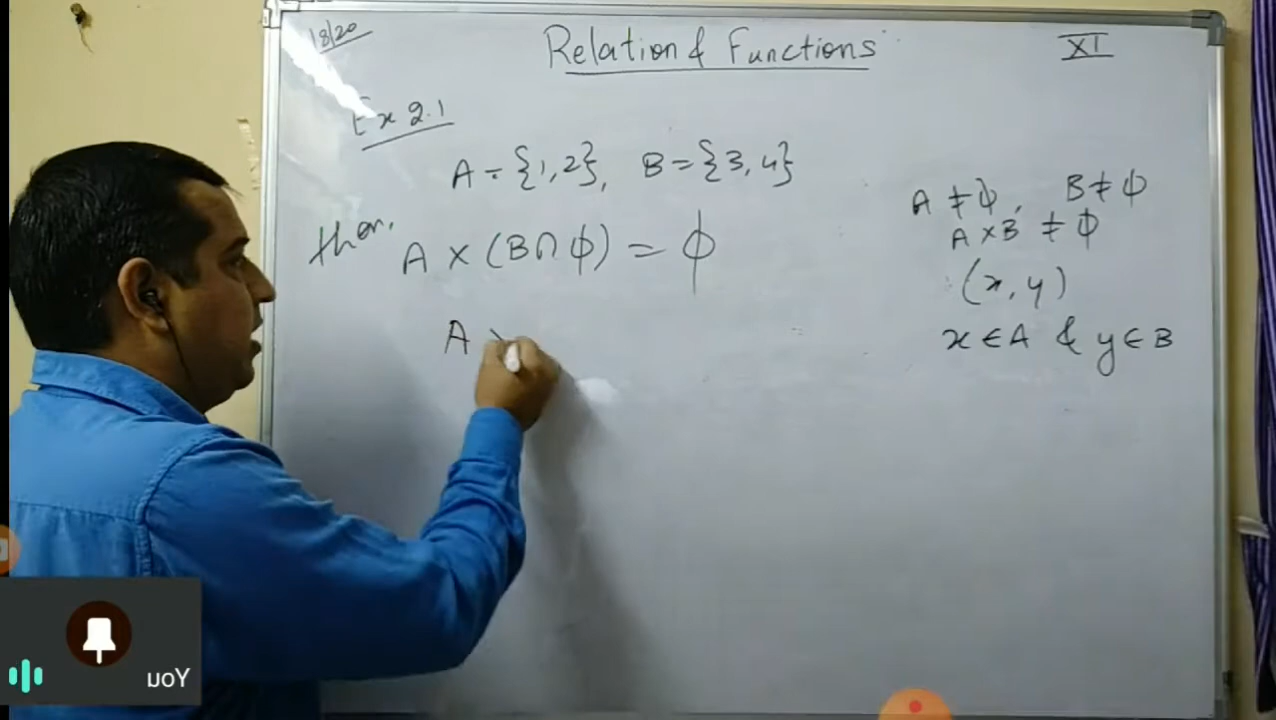 18/20
Relation & Functions
XI
Ex 2.1
A = {1,2}, B = {3,4}
then, A × (B∩ϕ) = ϕ
A ×
A ≠ ϕ, B ≠ ϕ
A×B ≠ ϕ
(x, y)
x ∈ A & y ∈ B
You